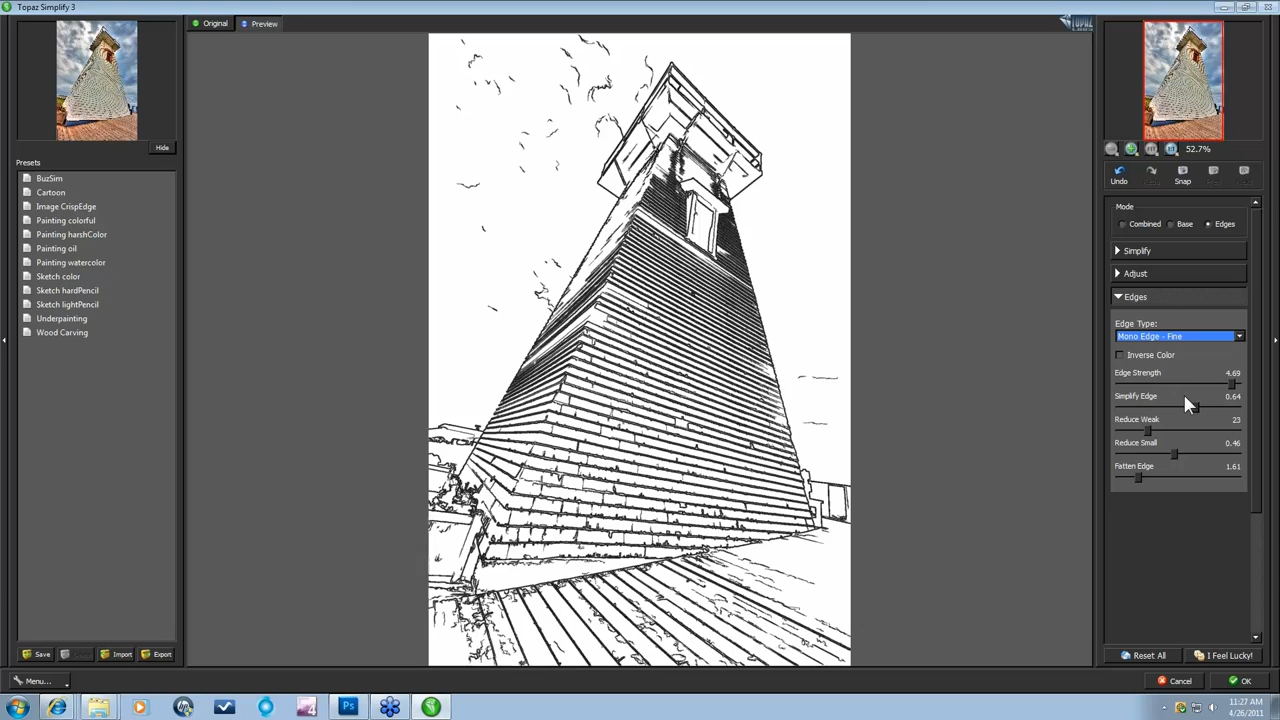 Topaz Simplify 3
Original
Preview
TOPAZ
Hide
Presets
BuzSim
Cartoon
Image CrispEdge
Painting colorful
Painting harshColor
Painting oil
Painting watercolor
Sketch color
Sketch hardPencil
Sketch lightPencil
Underpainting
Wood Carving
Save
Import
Export
Menu...
52.7%
Undo
Snap
Mode
Combined
Base
Edges
Simplify
Adjust
Edges
Edge Type:
Mono Edge - Fine
Inverse Color
Edge Strength 4.69
Simplify Edge 0.64
Reduce Weak 23
Reduce Small 0.46
Fatten Edge 1.61
Reset All
I Feel Lucky!
Cancel
OK
hp
4
Ps
11:27 AM
4/26/2011